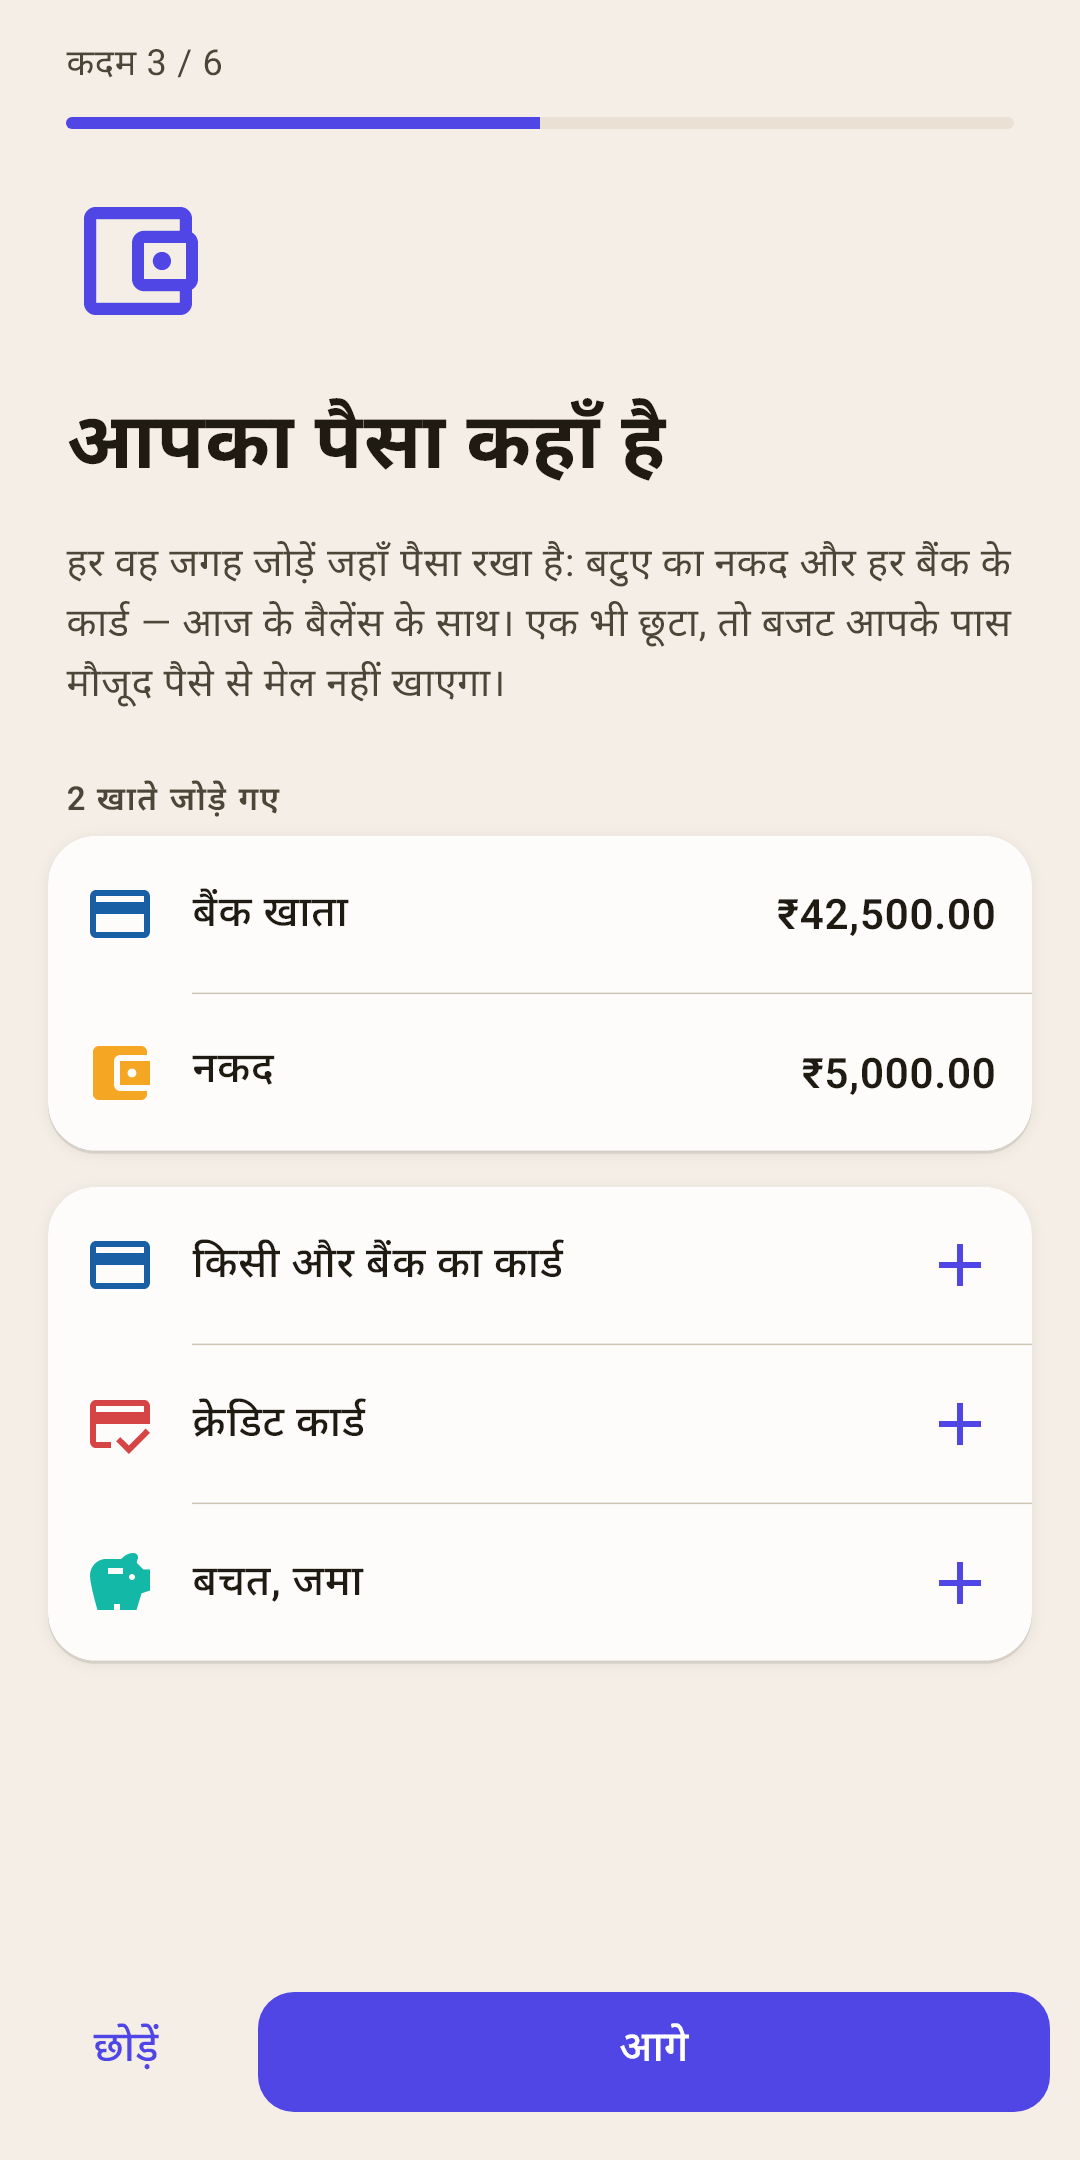 कदम 3 / 6
आपका पैसा कहाँ है
हर वह जगह जोड़ें जहाँ पैसा रखा है: बटुए का नकद और हर बैंक के
कार्ड — आज के बैलेंस के साथ। एक भी छूटा, तो बजट आपके पास
मौजूद पैसे से मेल नहीं खाएगा।
2 खाते जोड़े गए
बैंक खाता ₹42,500.00
नकद ₹5,000.00
किसी और बैंक का कार्ड
क्रेडिट कार्ड
बचत, जमा
छोड़ें आगे